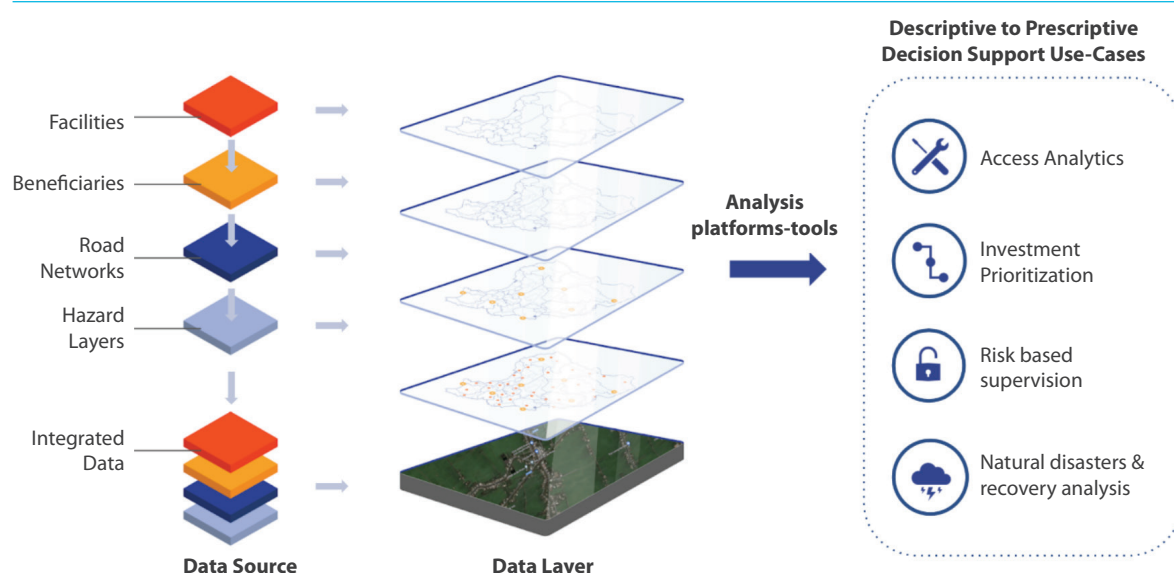 Descriptive to Prescriptive
Decision Support Use-Cases
Facilities
Beneficiaries
Road
Networks
Hazard
Layers
Integrated
Data
Data Source
Data Layer
Analysis
platforms-tools
Access Analytics
Investment
Prioritization
Risk based
supervision
Natural disasters &
recovery analysis